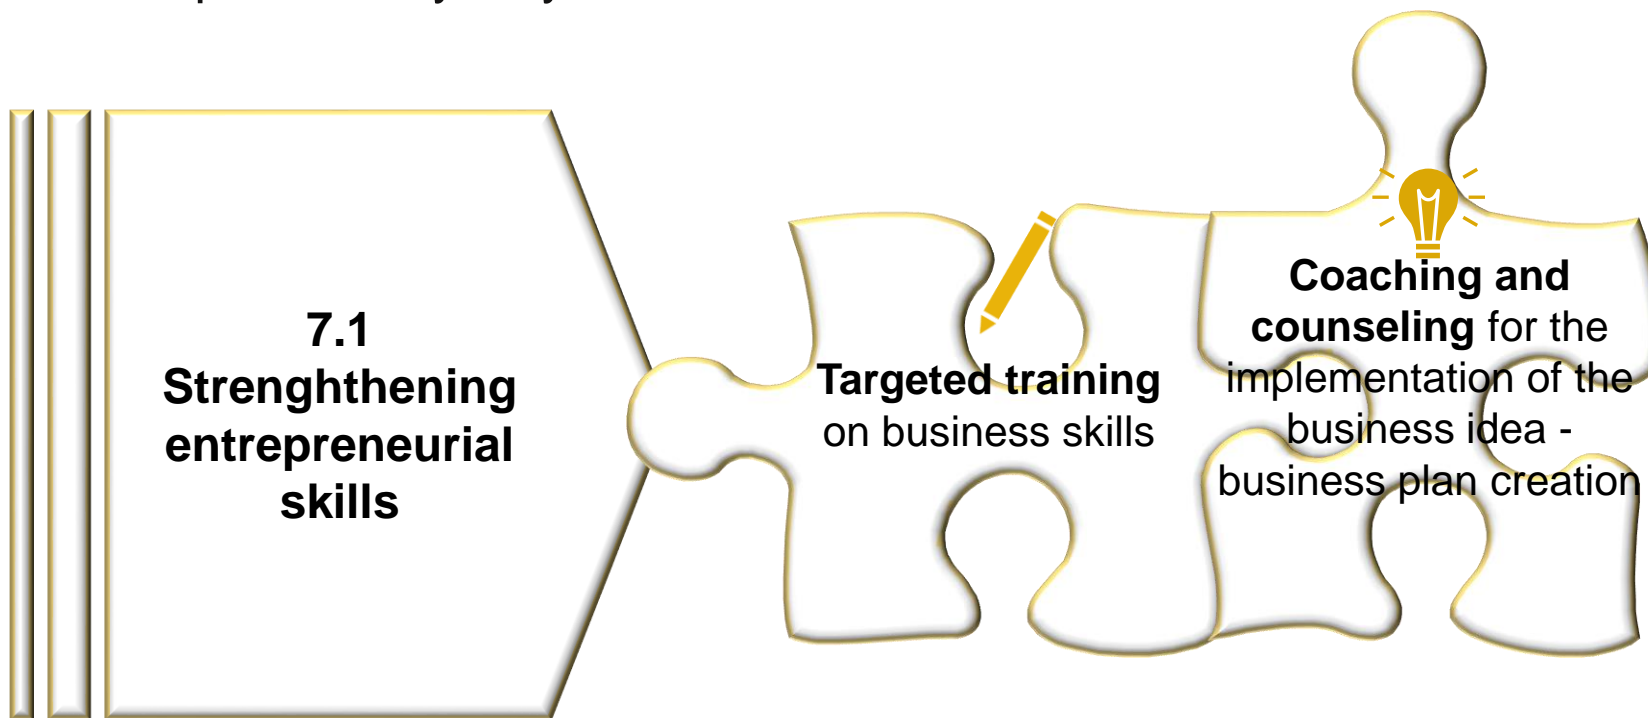 7.1
Strenghthening
entrepreneurial
skills
Targeted training
on business skills
Coaching and
counseling for the
implementation of the
business idea -
business plan creation